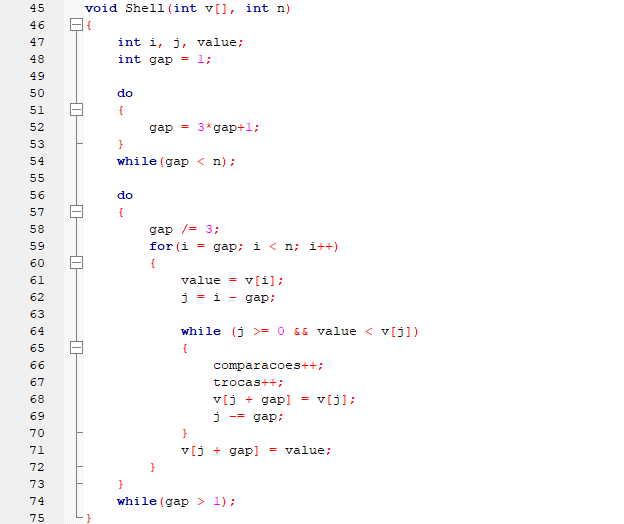 45 void Shell(int v[], int n)
46 {
47     int i, j, value;
48     int gap = 1;
49
50     do
51     {
52         gap = 3*gap+1;
53     }
54     while(gap < n);
55
56     do
57     {
58         gap /= 3;
59         for(i = gap; i < n; i++)
60         {
61             value = v[i];
62             j = i - gap;
63
64             while (j >= 0 && value < v[j])
65             {
66                 comparacoes++;
67                 trocas++;
68                 v[j + gap] = v[j];
69                 j -= gap;
70             }
71             v[j + gap] = value;
72         }
73     }
74     while(gap > 1);
75 }